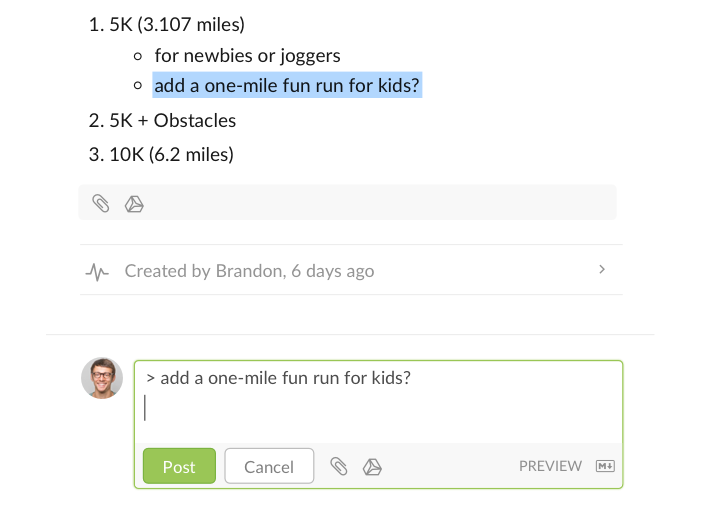 1. 5K (3.107 miles)
for newbies or joggers
add a one-mile fun run for kids?
2. 5K + Obstacles
3. 10K (6.2 miles)
Created by Brandon, 6 days ago
> add a one-mile fun run for kids?
Post Cancel PREVIEW M↓